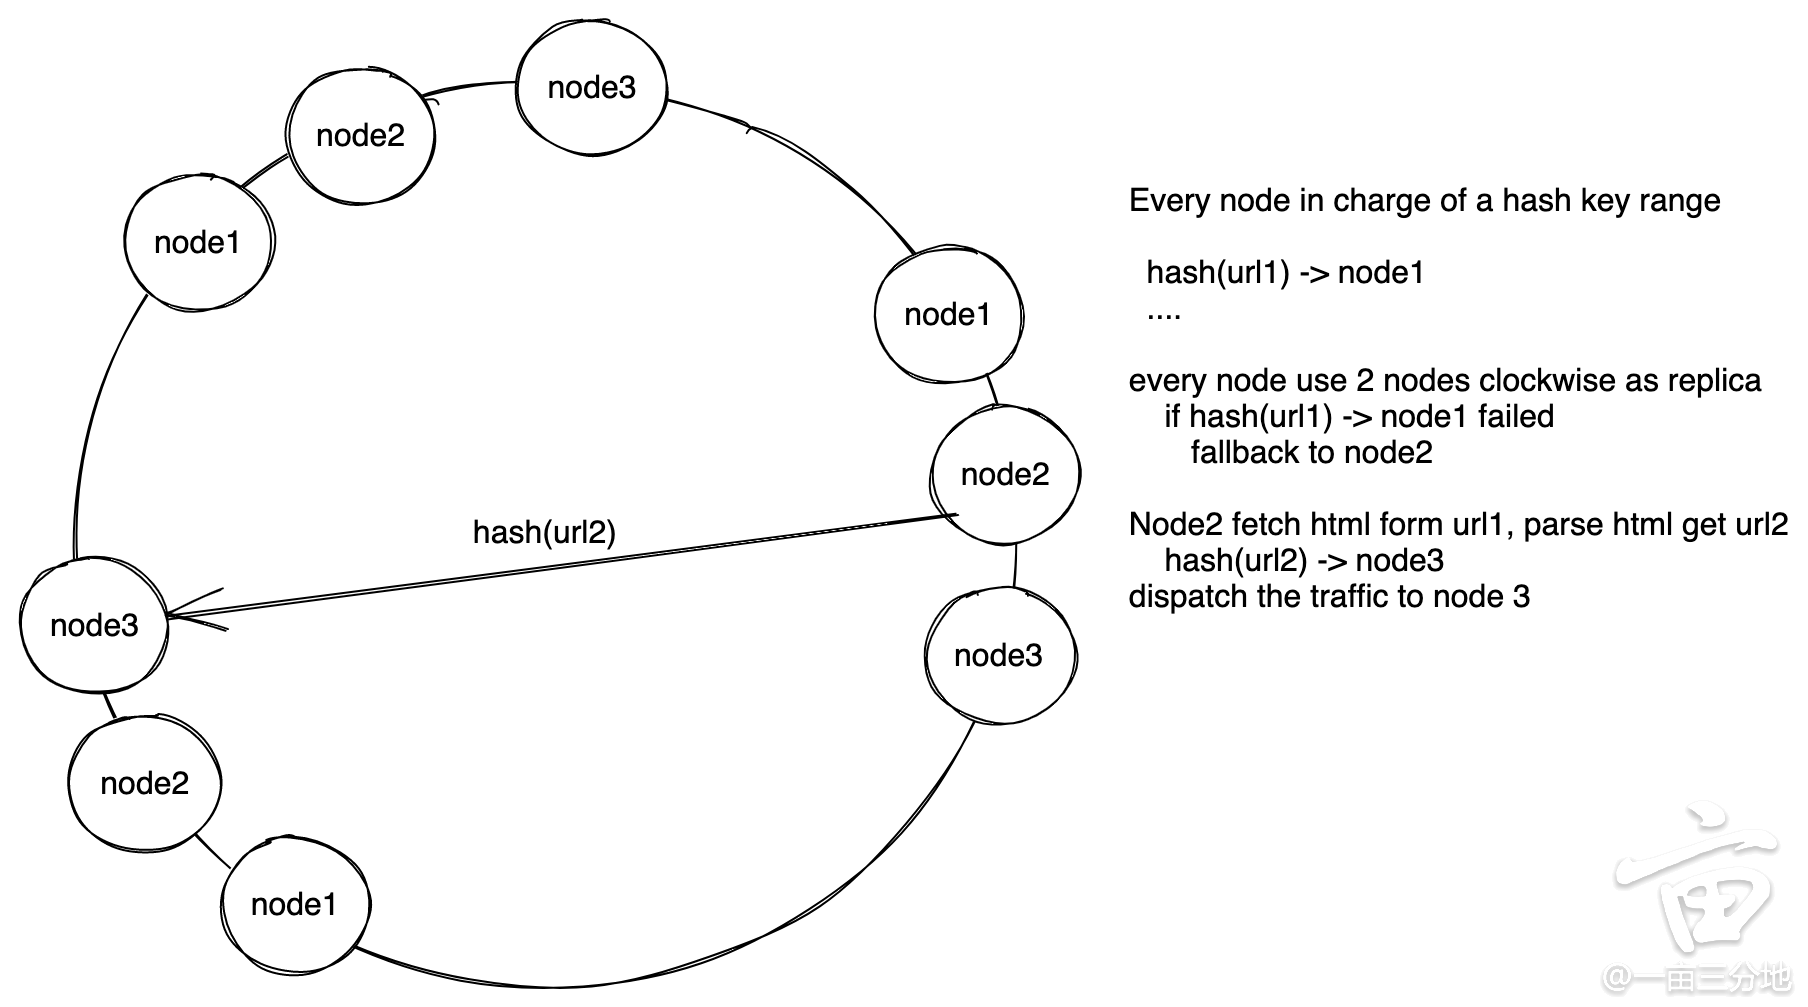 node3
node2
node1
node1
node2
hash(url2)
node3
node3
node2
node1
Every node in charge of a hash key range
hash(url1) -> node1
....
every node use 2 nodes clockwise as replica
if hash(url1) -> node1 failed
fallback to node2
Node2 fetch html form url1, parse html get url2
hash(url2) -> node3
dispatch the traffic to node 3
亩
@一亩三分地